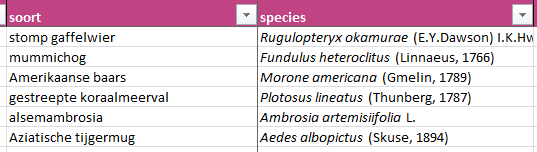 soort species
stomp gaffelwier Rugulopteryx okamurae (E.Y.Dawson) I.K.Hw
mummichog Fundulus heteroclitus (Linnaeus, 1766)
Amerikaanse baars Morone americana (Gmelin, 1789)
gestreepte koraalmeerval Plotosus lineatus (Thunberg, 1787)
alsemambrosia Ambrosia artemisiifolia L.
Aziatische tijgermug Aedes albopictus (Skuse, 1894)